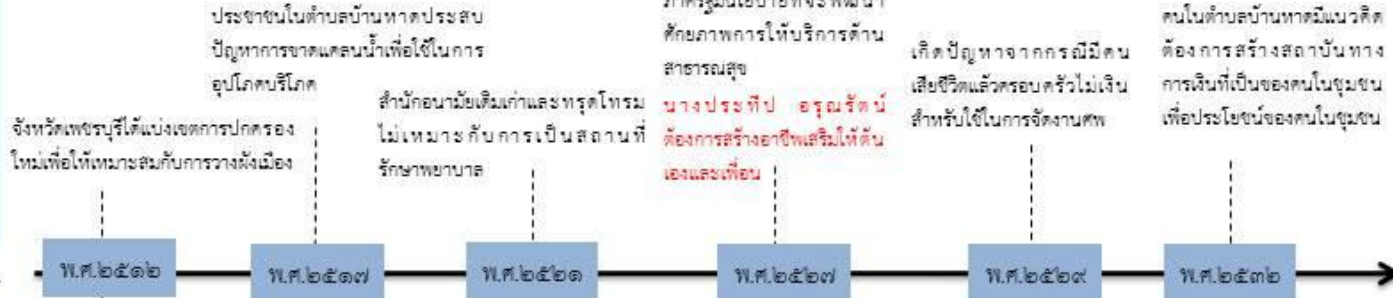 จังหวัดเพชรบุรีได้แบ่งเขตการปกครอง
ใหม่เพื่อให้เหมาะสมกับการวางผังเมือง
ประชาชนในตำบลบ้านหาดประสบ
ปัญหาการขาดแคลนน้ำเพื่อใช้ในการ
อุปโภคบริโภค
สำนักอนามัยเดิมเก่าและทรุดโทรม
ไม่เหมาะกับการเป็นสถานที่
รักษาพยาบาล
ภาครัฐมีนโยบายที่จะพัฒนา
ศักยภาพการให้บริการด้าน
สาธารณสุข
นางประทีป อรุณรัตน์
ต้องการสร้างอาชีพเสริมให้ตน
เองและเพื่อน
เกิดปัญหาจากกรณีมีคน
เสียชีวิตแล้วครอบครัวไม่เงิน
สำหรับใช้ในการจัดงานศพ
คนในตำบลบ้านหาดมีแนวคิด
ต้องการสร้างสถาบันทาง
การเงินที่เป็นของคนในชุมชน
เพื่อประโยชน์ของคนในชุมชน
พ.ศ.๒๕๑๒
พ.ศ.๒๕๑๗
พ.ศ.๒๕๒๑
พ.ศ.๒๕๒๗
พ.ศ.๒๕๒๙
พ.ศ.๒๕๓๒